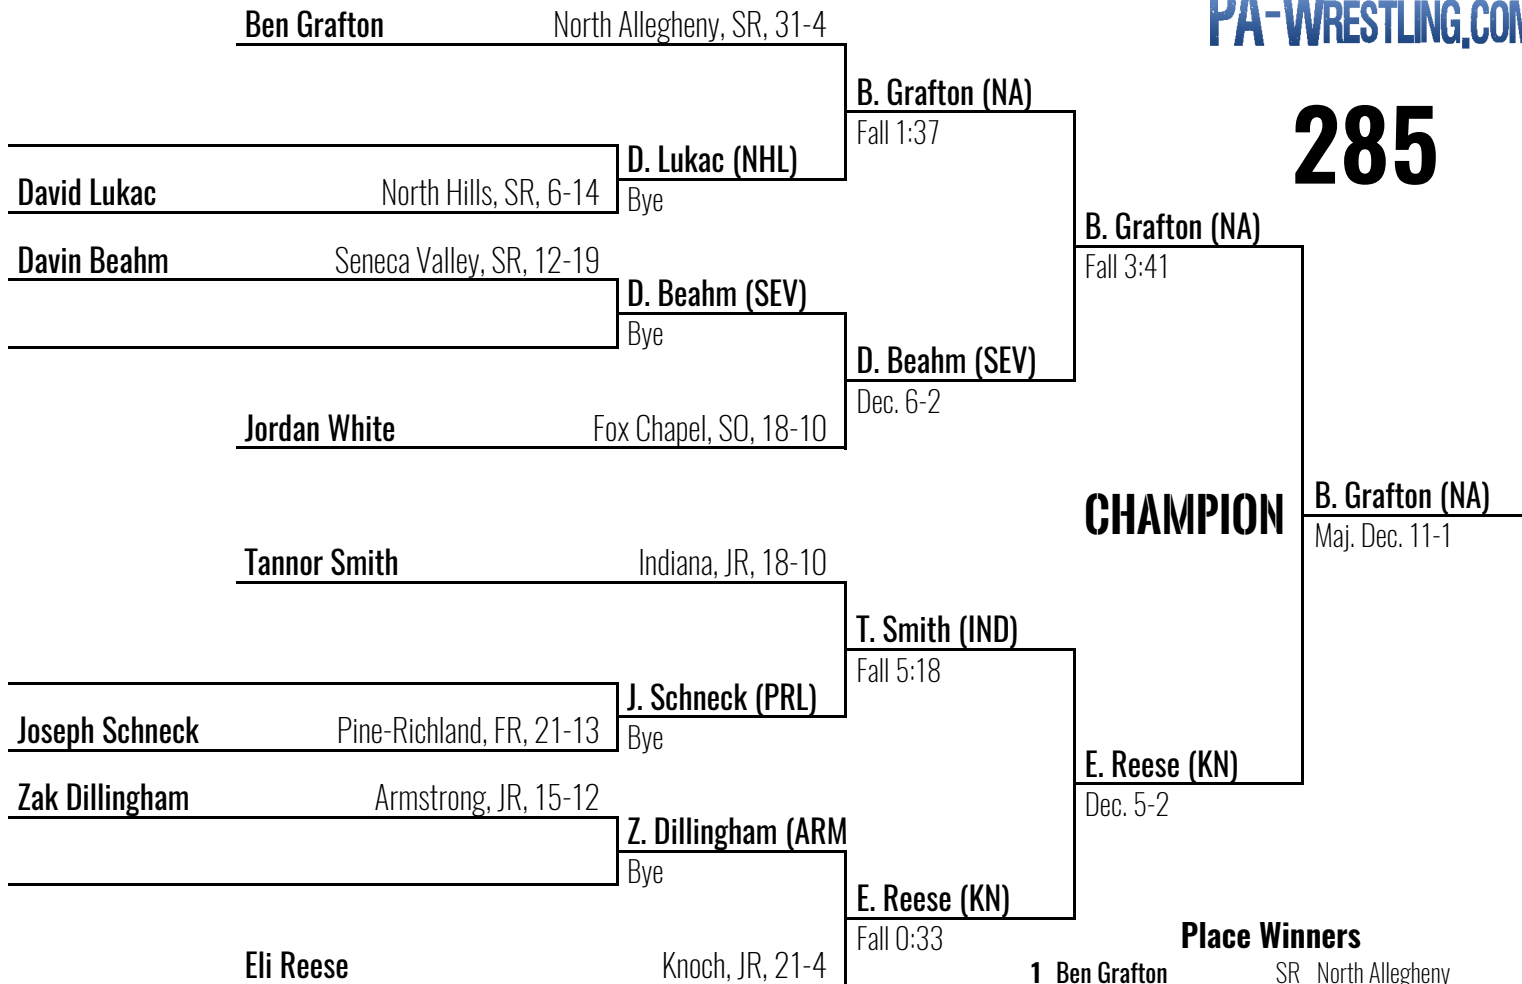 Ben Grafton North Allegheny, SR, 31-4
PA-WRESTLING.COM
B. Grafton (NA)
Fall 1:37
285
D. Lukac (NHL)
David Lukac North Hills, SR, 6-14
Bye
B. Grafton (NA)
Fall 3:41
Davin Beahm Seneca Valley, SR, 12-19
D. Beahm (SEV)
Bye
D. Beahm (SEV)
Dec. 6-2
Jordan White Fox Chapel, SO, 18-10
CHAMPION
B. Grafton (NA)
Maj. Dec. 11-1
Tannor Smith Indiana, JR, 18-10
T. Smith (IND)
Fall 5:18
J. Schneck (PRL)
Joseph Schneck Pine-Richland, FR, 21-13
Bye
E. Reese (KN)
Dec. 5-2
Zak Dillingham Armstrong, JR, 15-12
Z. Dillingham (ARM
Bye
E. Reese (KN)
Fall 0:33
Eli Reese Knoch, JR, 21-4
Place Winners
1 Ben Grafton SR North Allegheny